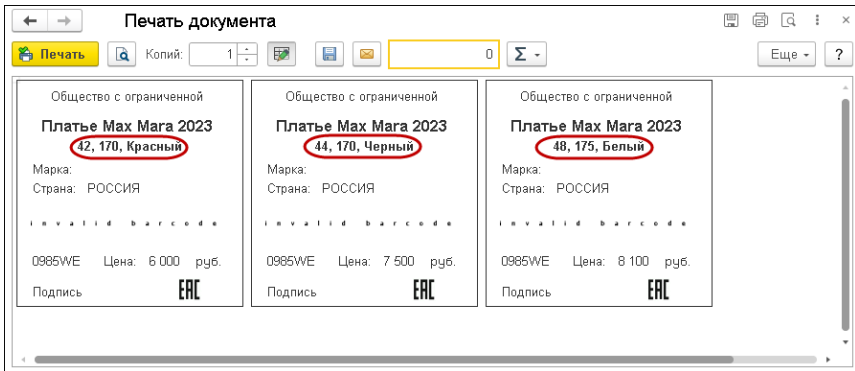 Печать документа
Печать Копий: 1 0 Σ Еще ?
Общество с ограниченной
Платье Max Mara 2023
42, 170, Красный
Марка:
Страна: РОССИЯ
invalid barcode
0985WE Цена: 6 000 руб.
Подпись EAC
Общество с ограниченной
Платье Max Mara 2023
44, 170, Черный
Марка:
Страна: РОССИЯ
invalid barcode
0985WE Цена: 7 500 руб.
Подпись EAC
Общество с ограниченной
Платье Max Mara 2023
48, 175, Белый
Марка:
Страна: РОССИЯ
invalid barcode
0985WE Цена: 8 100 руб.
Подпись EAC